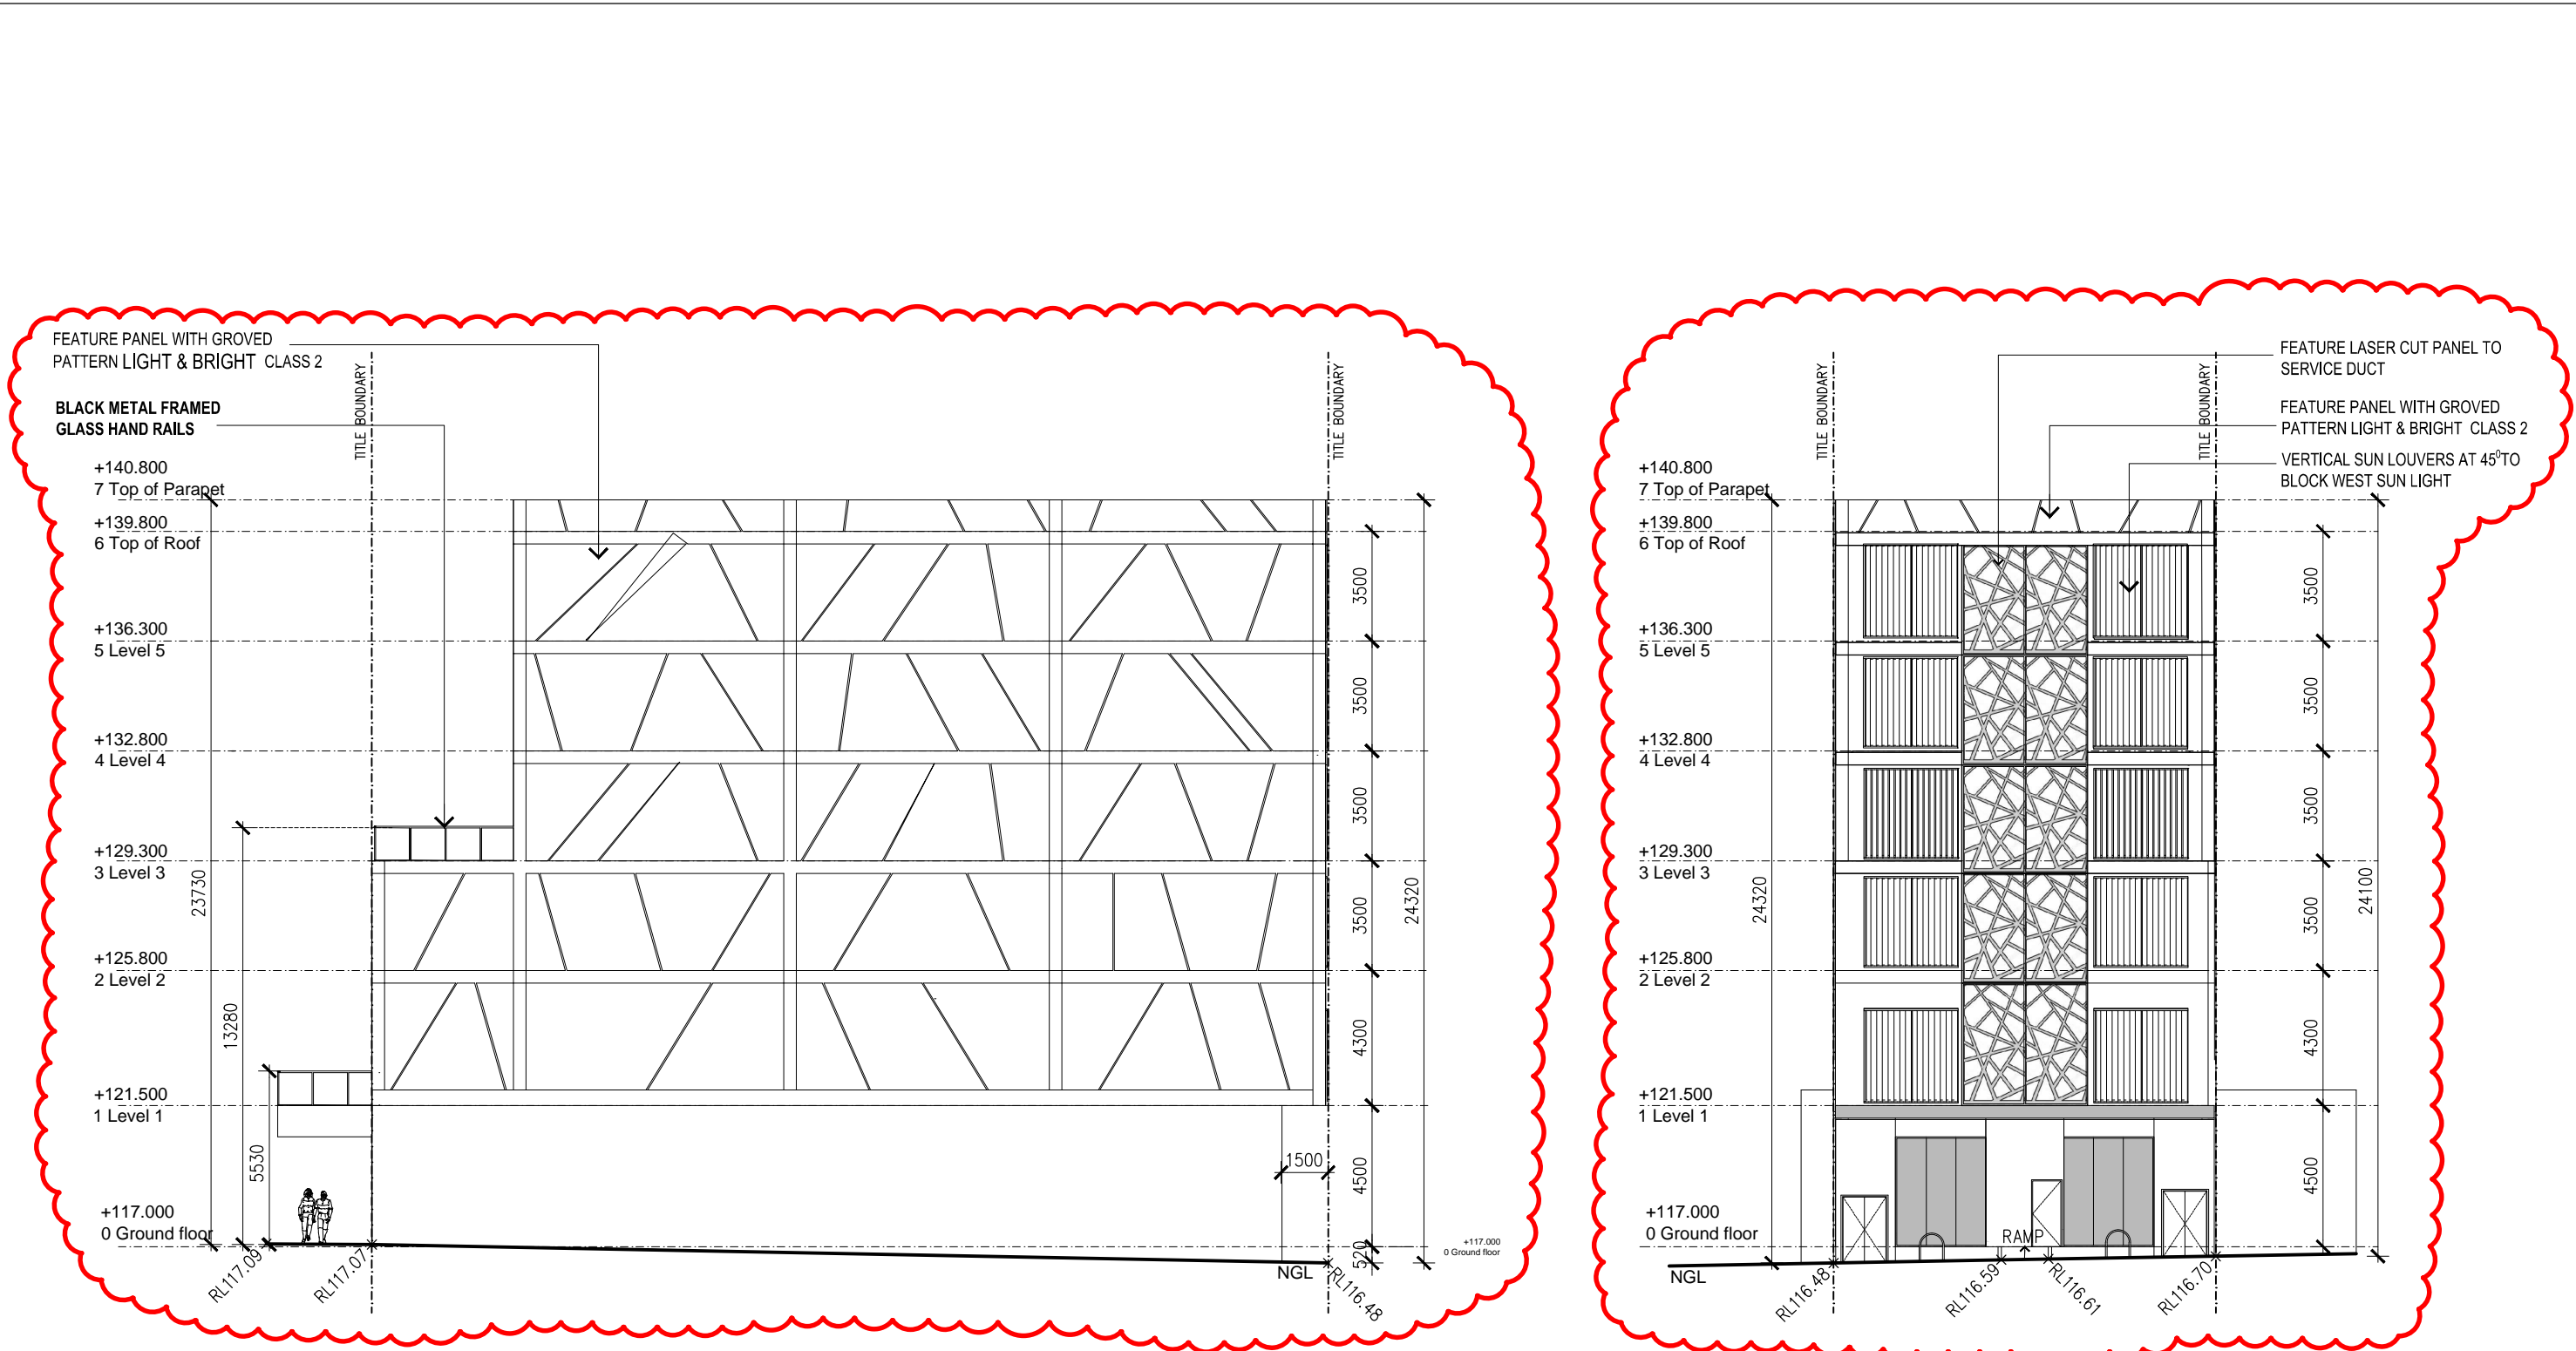 FEATURE PANEL WITH GROVED
PATTERN LIGHT & BRIGHT CLASS 2
BLACK METAL FRAMED
GLASS HAND RAILS
TITLE BOUNDARY
TITLE BOUNDARY
+140.800
7 Top of Parapet
+139.800
6 Top of Roof
+136.300
5 Level 5
+132.800
4 Level 4
+129.300
3 Level 3
+125.800
2 Level 2
+121.500
1 Level 1
+117.000
0 Ground floor
23730
13280
5530
3500
3500
3500
3500
4300
4500
520
24320
1500
+117.000
0 Ground floor
NGL
RL117.09
RL117.07
RL116.48
TITLE BOUNDARY
TITLE BOUNDARY
FEATURE LASER CUT PANEL TO
SERVICE DUCT
FEATURE PANEL WITH GROVED
PATTERN LIGHT & BRIGHT CLASS 2
VERTICAL SUN LOUVERS AT 45⁰TO
BLOCK WEST SUN LIGHT
+140.800
7 Top of Parapet
+139.800
6 Top of Roof
+136.300
5 Level 5
+132.800
4 Level 4
+129.300
3 Level 3
+125.800
2 Level 2
+121.500
1 Level 1
+117.000
0 Ground floor
24320
3500
3500
3500
3500
4300
4500
24100
RAMP
NGL
RL116.48
RL116.59
RL116.61
RL116.70